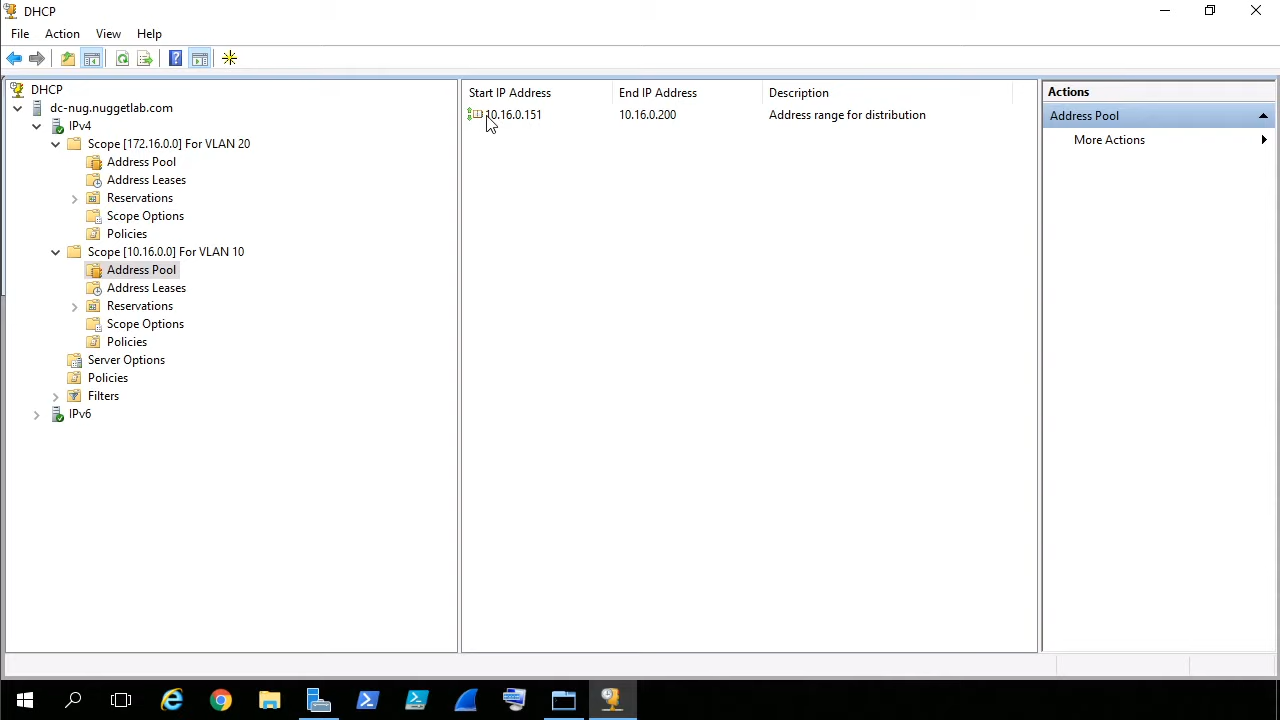 DHCP
File Action View Help
DHCP
dc-nug.nuggetlab.com
IPv4
Scope [172.16.0.0] For VLAN 20
Address Pool
Address Leases
Reservations
Scope Options
Policies
Scope [10.16.0.0] For VLAN 10
Address Pool
Address Leases
Reservations
Scope Options
Policies
Server Options
Policies
Filters
IPv6
Start IP Address End IP Address Description
10.16.0.151 10.16.0.200 Address range for distribution
Actions
Address Pool
More Actions